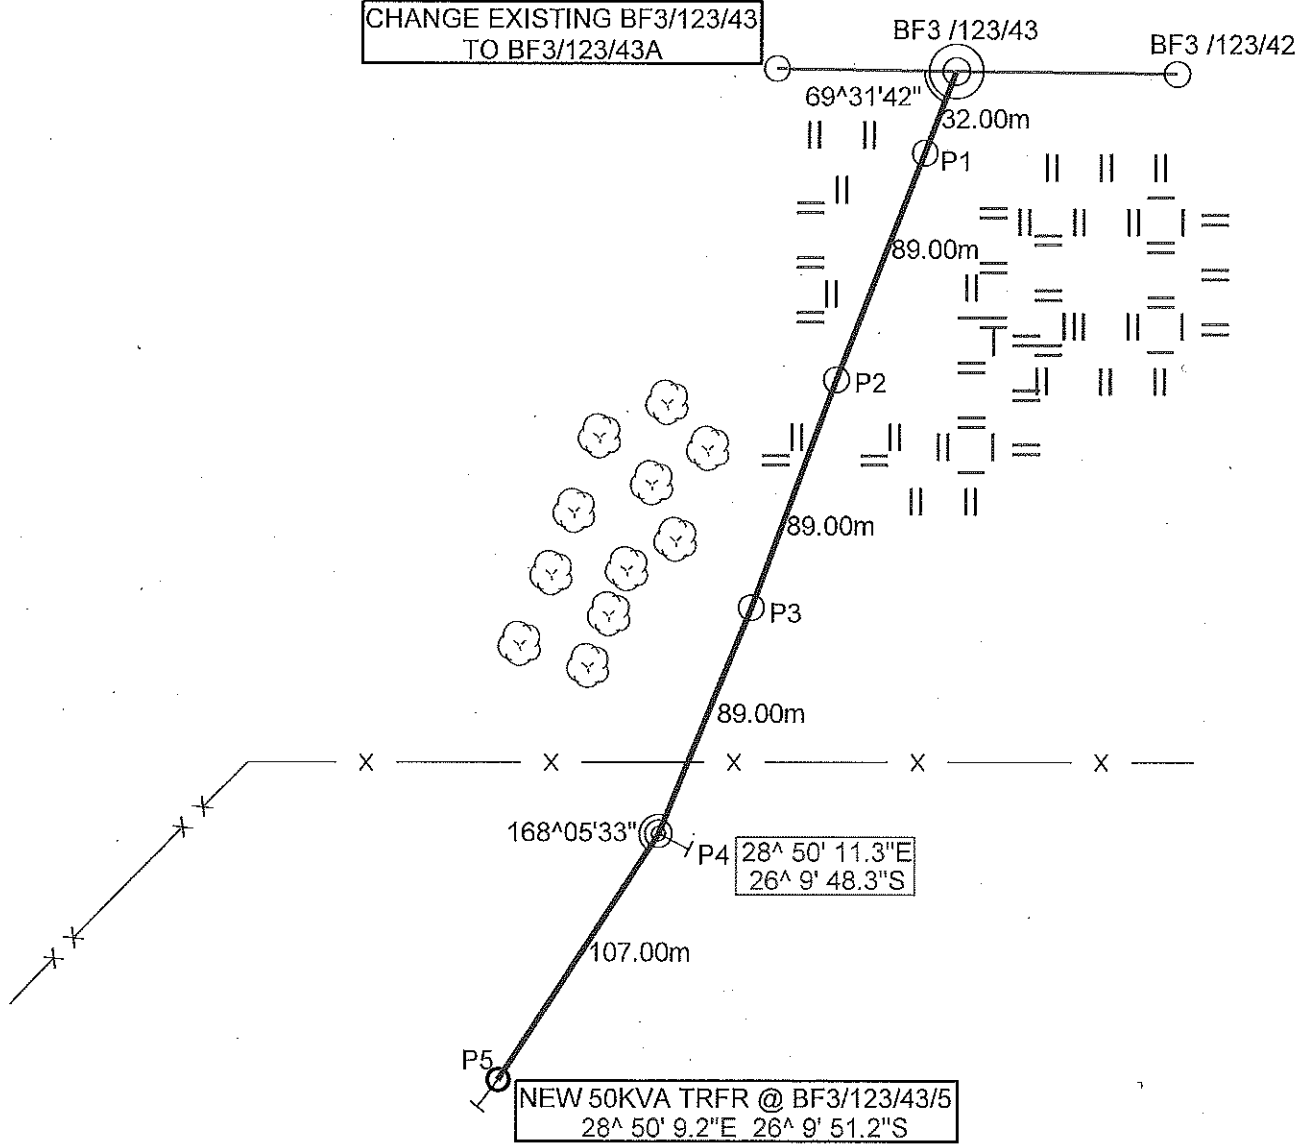 CHANGE EXISTING BF3/123/43
TO BF3/123/43A
BF3 /123/43
BF3 /123/42
69^31'42"
32.00m
P1
89.00m
P2
89.00m
P3
89.00m
X X X X X
X
X
168^05'33"
P4
28^ 50' 11.3"E
26^ 9' 48.3"S
X
X
107.00m
P5
NEW 50KVA TRFR @ BF3/123/43/5
28^ 50' 9.2"E 26^ 9' 51.2"S